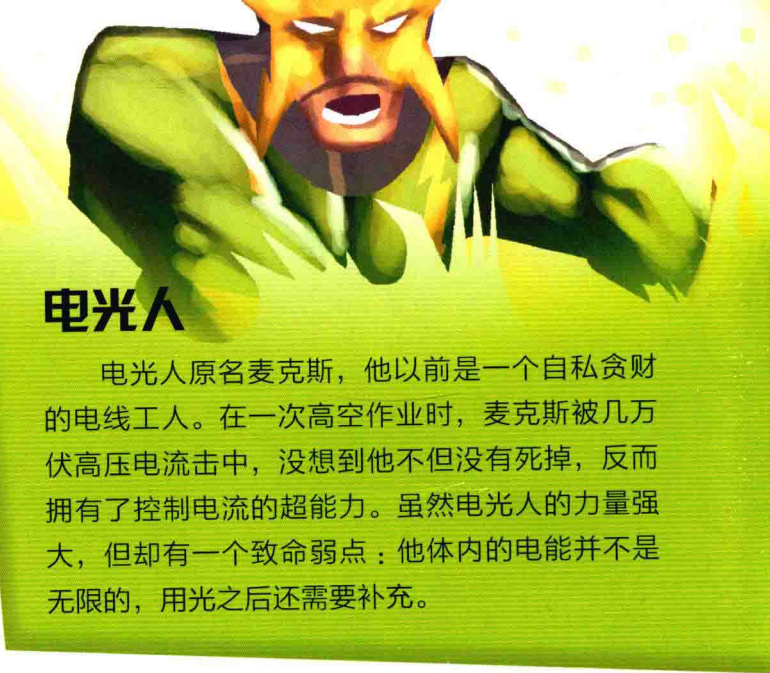 电光人
电光人原名麦克斯，他以前是一个自私贪财
的电线工人。在一次高空作业时，麦克斯被几万
伏高压电流击中，没想到他不但没有死掉，反而
拥有了控制电流的超能力。虽然电光人的力量强
大，但却有一个致命弱点：他体内的电能并不是
无限的，用光之后还需要补充。